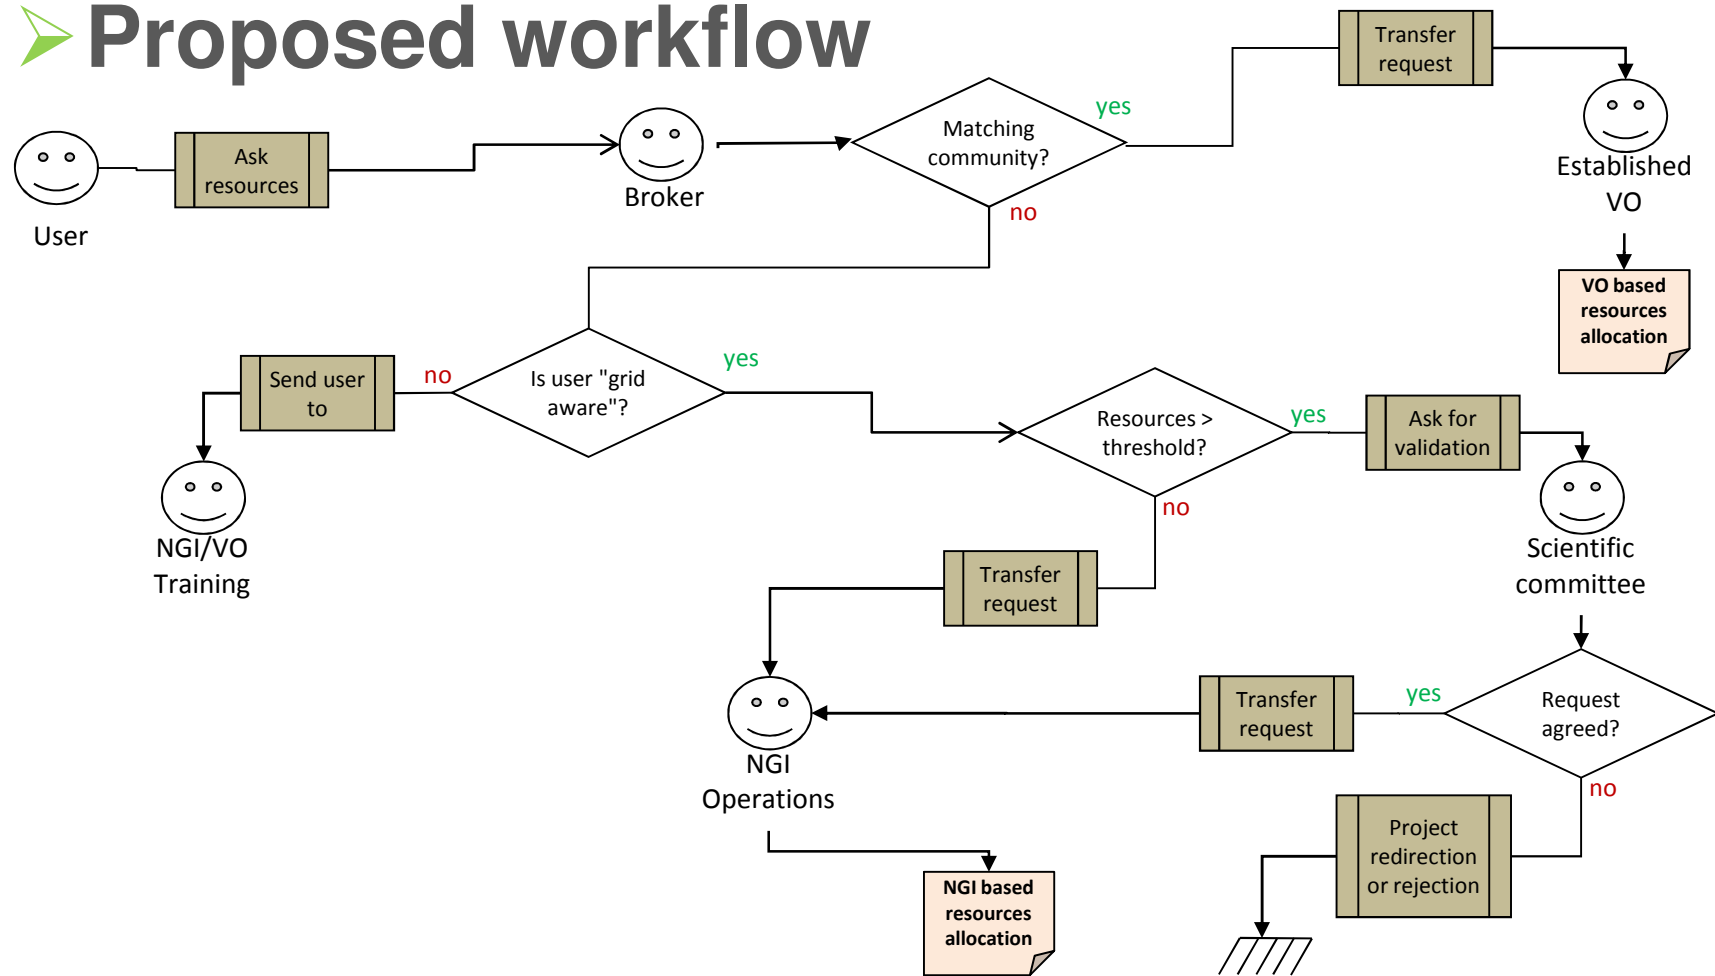 Proposed workflow
Transfer
request
yes
Matching
community?
Ask
resources
Broker
User
Established
VO
no
VO based
resources
allocation
Send user
to
no
Is user "grid
aware"?
yes
Resources >
threshold?
yes
Ask for
validation
no
NGI/VO
Training
Scientific
committee
Transfer
request
NGI
Operations
Transfer
request
yes
Request
agreed?
no
Project
redirection
or rejection
NGI based
resources
allocation